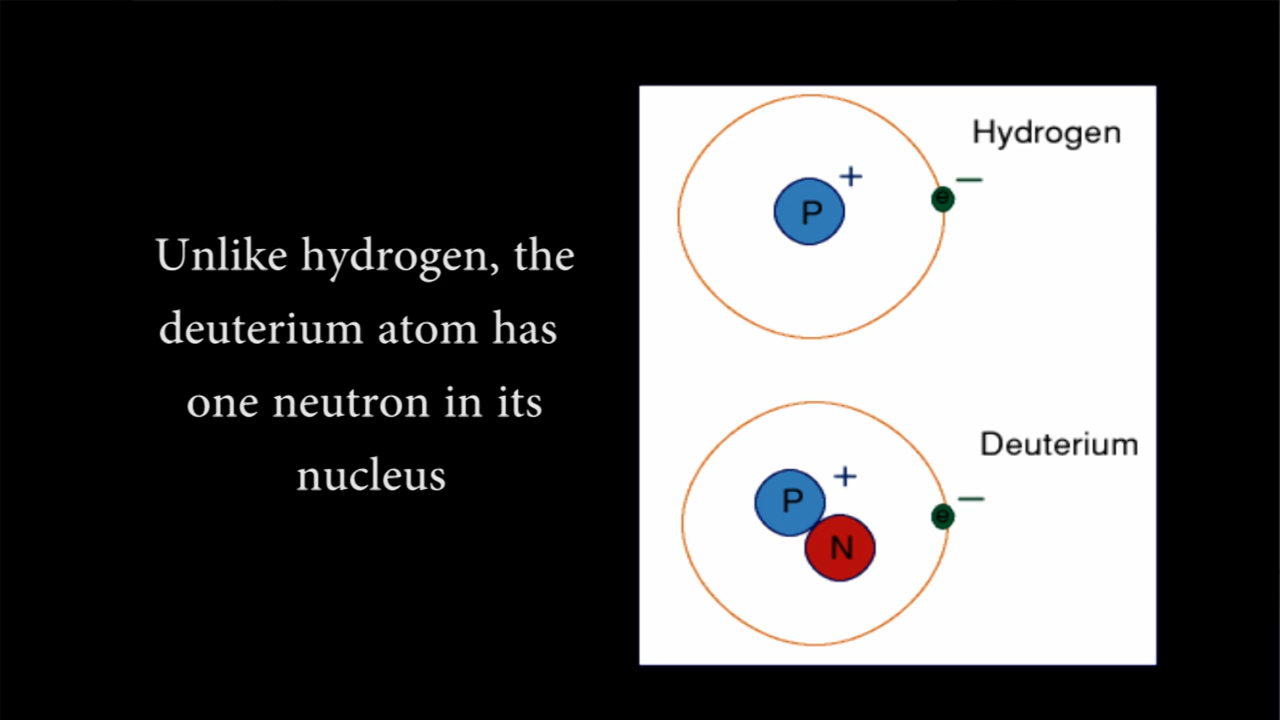 Unlike hydrogen, the
deuterium atom has
one neutron in its
nucleus
Hydrogen
P
+
e
−
Deuterium
P
+
N
e
−